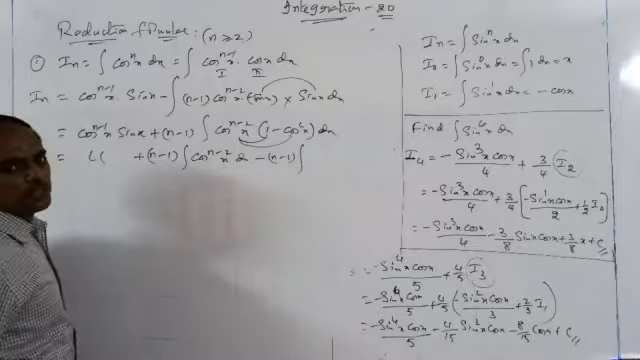 Integration - 20
Reduction formulae: (n ≥ 2)
① Iₙ = ∫ cosⁿx dx = ∫ cosⁿ⁻¹x · cosx dx
I II
Iₙ = cosⁿ⁻¹x · Sinx - ∫ (n-1) cosⁿ⁻²x (-sinx) × Sinx dx
= cosⁿ⁻¹x Sinx + (n-1) ∫ cosⁿ⁻²x (1 - cos²x) dx
= LC + (n-1) ∫ cosⁿ⁻²x dx - (n-1) ∫
Iₙ = ∫ Sinⁿx dx
I₀ = ∫ Sin⁰x dx = ∫ 1 dx = x
I₁ = ∫ Sin¹x dx = - cosx
Find ∫ Sin⁴x dx
I₄ = -Sin³x cosx/4 + 3/4 I₂
= -Sin³x cosx/4 + 3/4 [-Sin¹x cosx/2 + 1/2 I₀]
= -Sin³x cosx/4 - 3/8 Sinx cosx + 3/8 x + C//
= -Sin⁴x cosx/5 + 4/5 I₃
= -Sin⁴x cosx/5 + 4/5 (-Sin²x cosx/3 + 2/3 I₁)
= -Sin⁴x cosx/5 - 4/15 Sin²x cosx - 8/15 cosx + C//